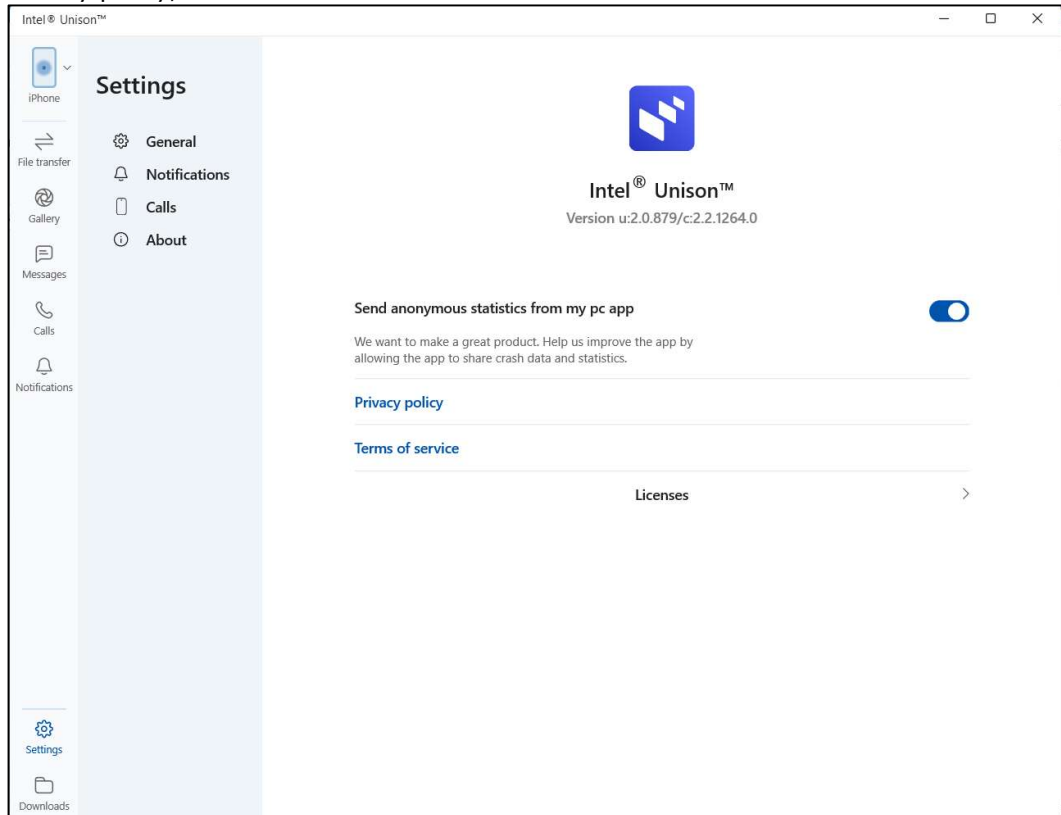 Intel® Unison™
iPhone
File transfer
Gallery
Messages
Calls
Notifications
Settings
Downloads
Settings
General
Notifications
Calls
About
Intel® Unison™
Version u:2.0.879/c:2.2.1264.0
Send anonymous statistics from my pc app
We want to make a great product. Help us improve the app by
allowing the app to share crash data and statistics.
Privacy policy
Terms of service
Licenses